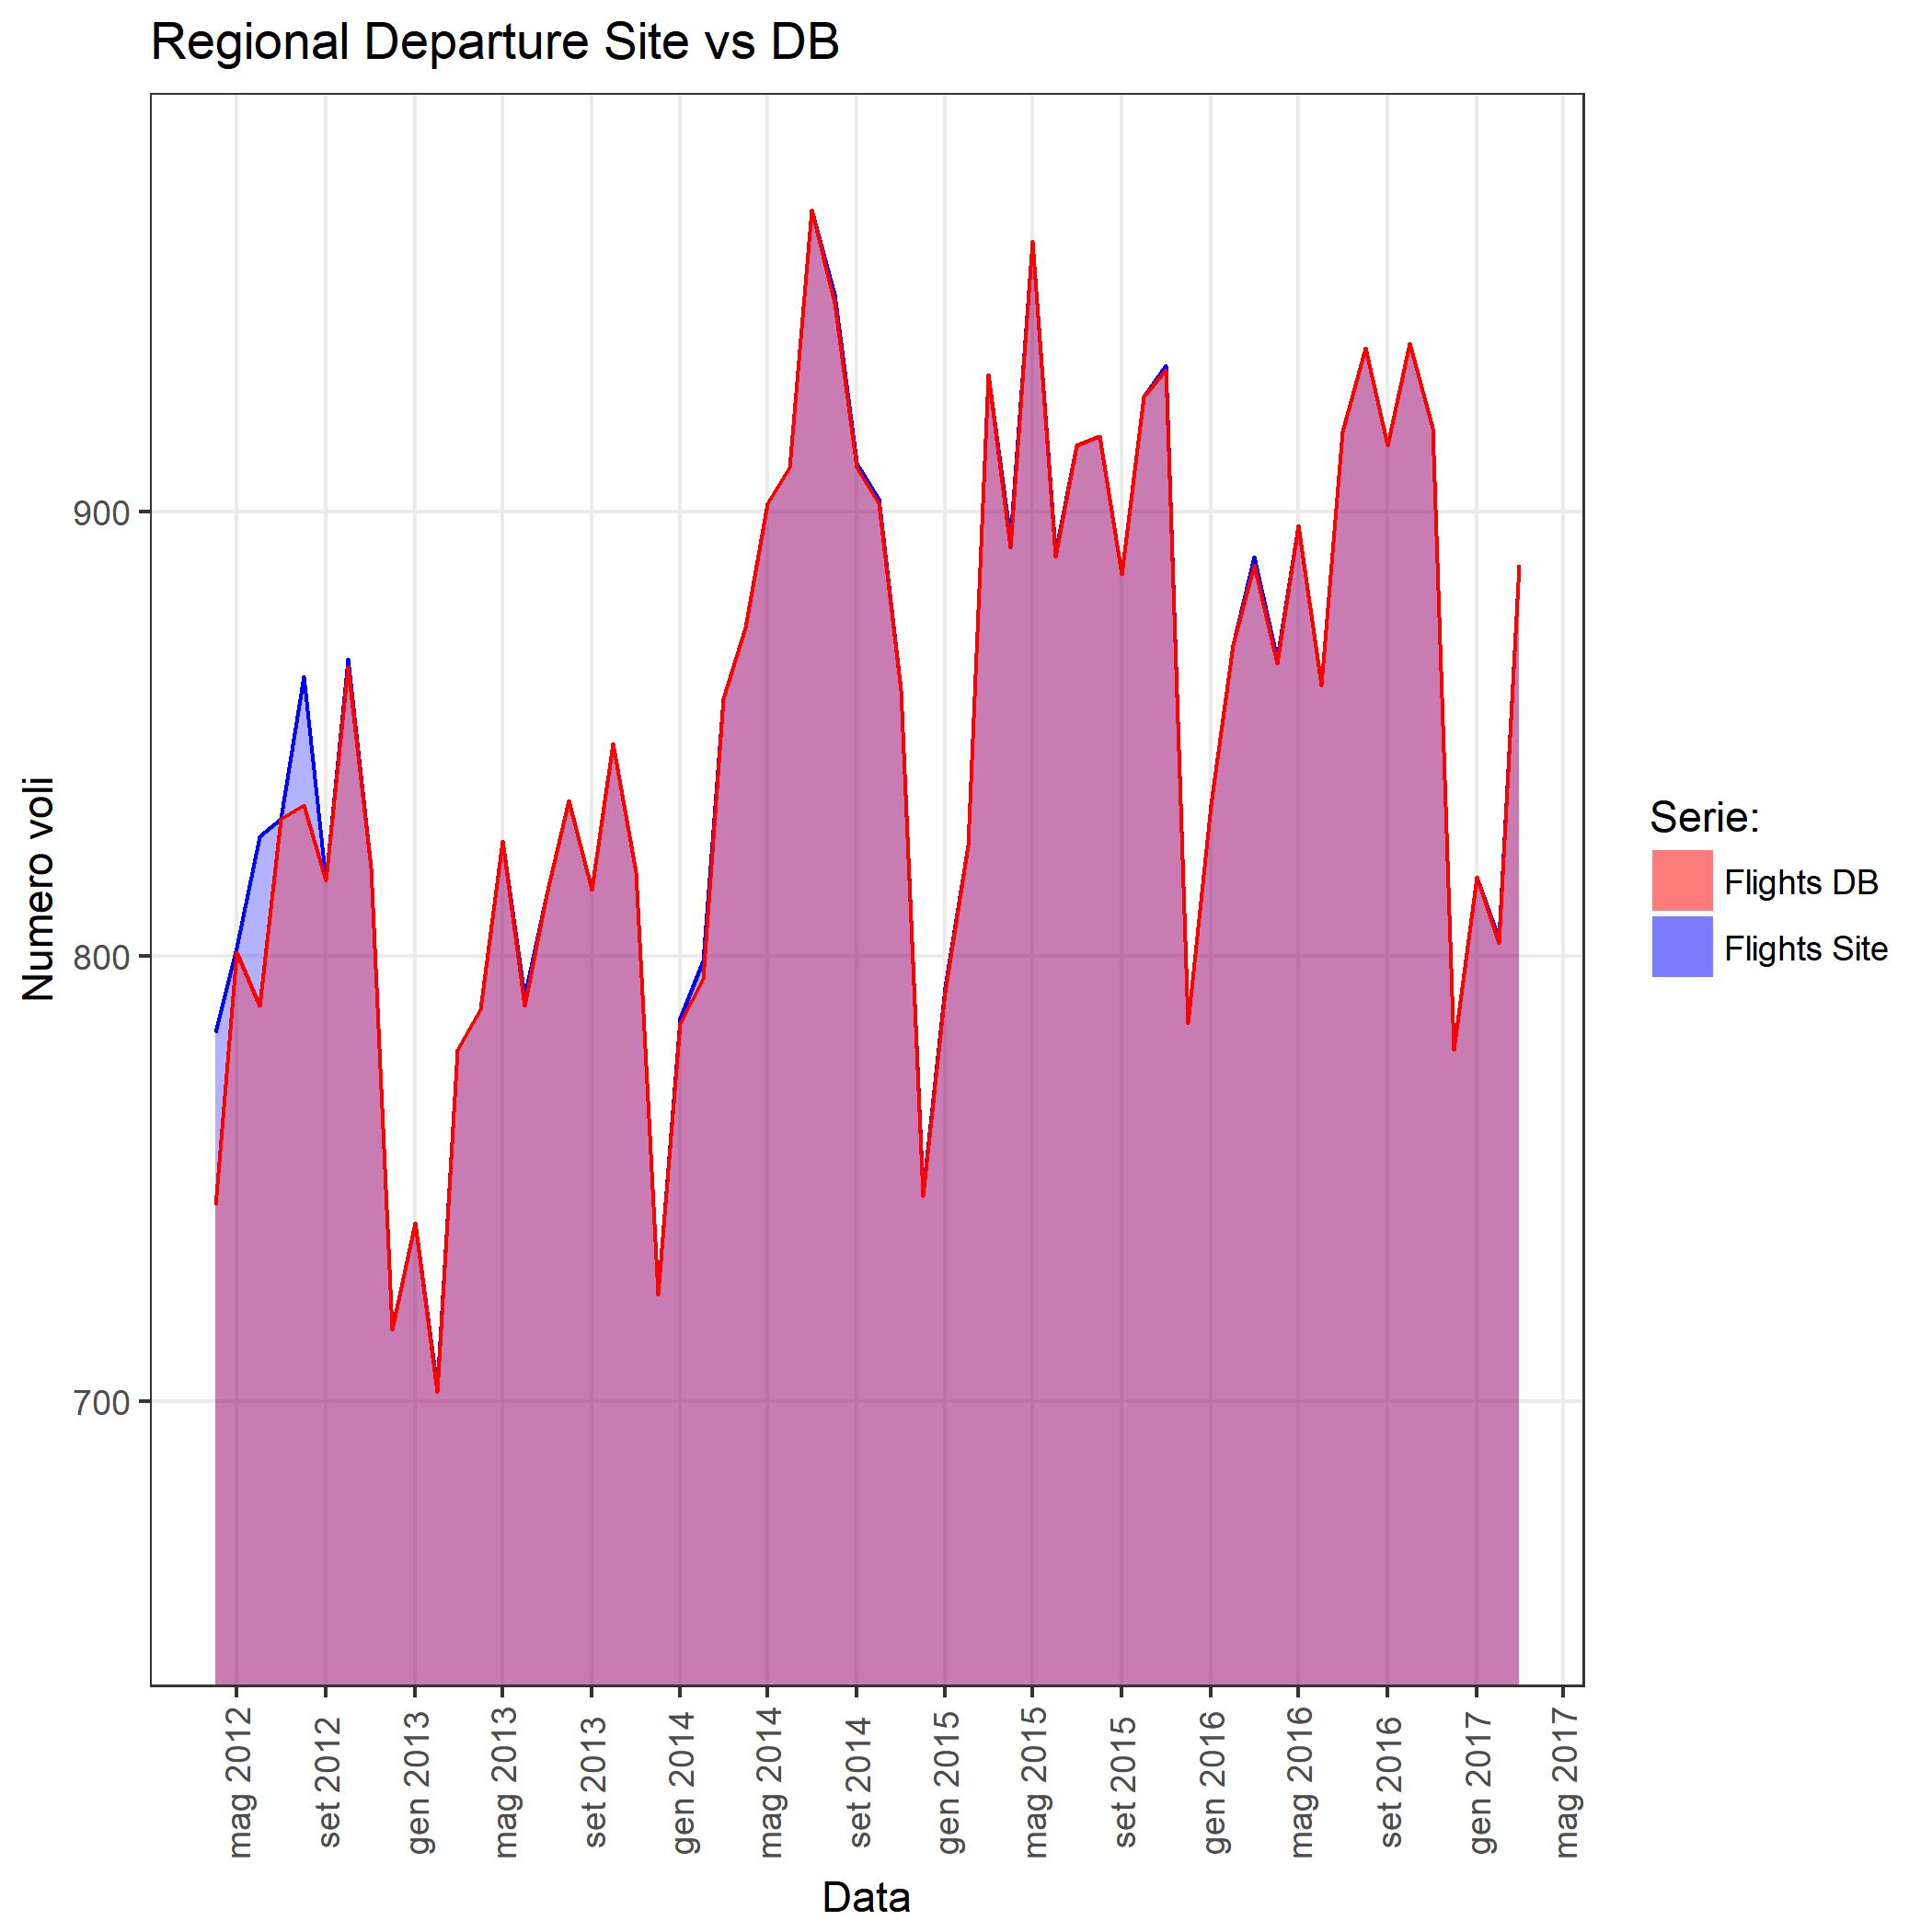 Regional Departure Site vs DB
Numero voli
900
800
700
mag 2012
set 2012
gen 2013
mag 2013
set 2013
gen 2014
mag 2014
set 2014
gen 2015
mag 2015
set 2015
gen 2016
mag 2016
set 2016
gen 2017
mag 2017
Data
Serie:
Flights DB
Flights Site